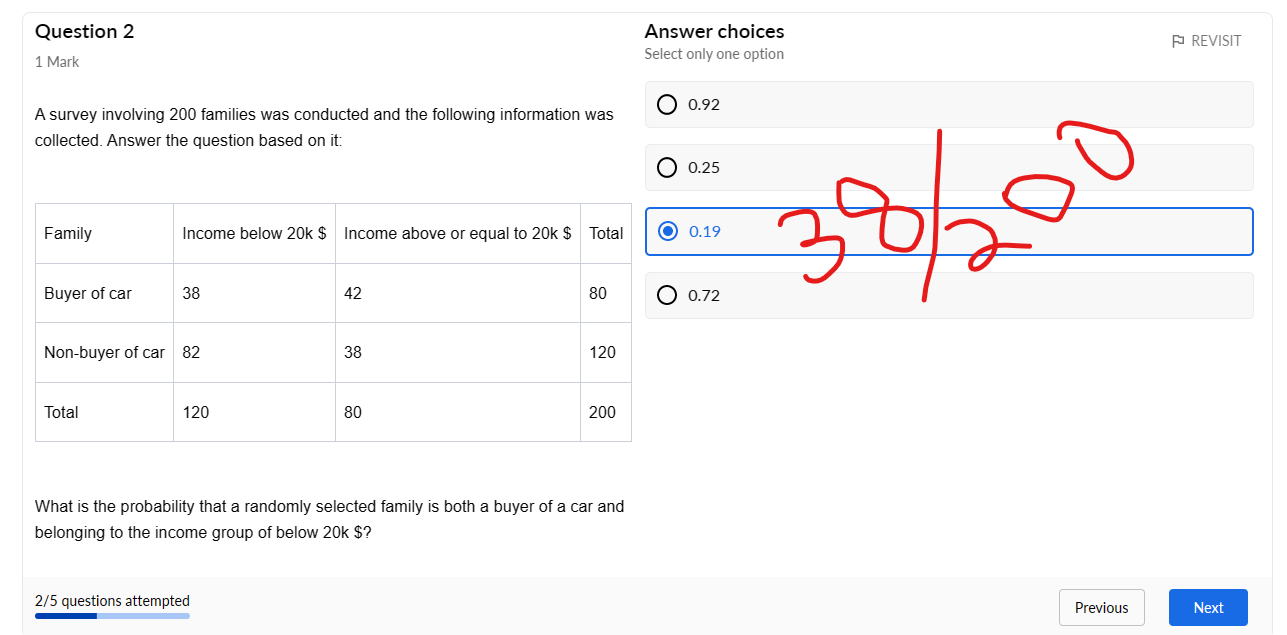 Question 2
1 Mark
A survey involving 200 families was conducted and the following information was
collected. Answer the question based on it:
Family Income below 20k $ Income above or equal to 20k $ Total
Buyer of car 38 42 80
Non-buyer of car 82 38 120
Total 120 80 200
What is the probability that a randomly selected family is both a buyer of a car and
belonging to the income group of below 20k $?
2/5 questions attempted
Answer choices
Select only one option
REVISIT
0.92
0.25
0.19
0.72
38/200
Previous
Next